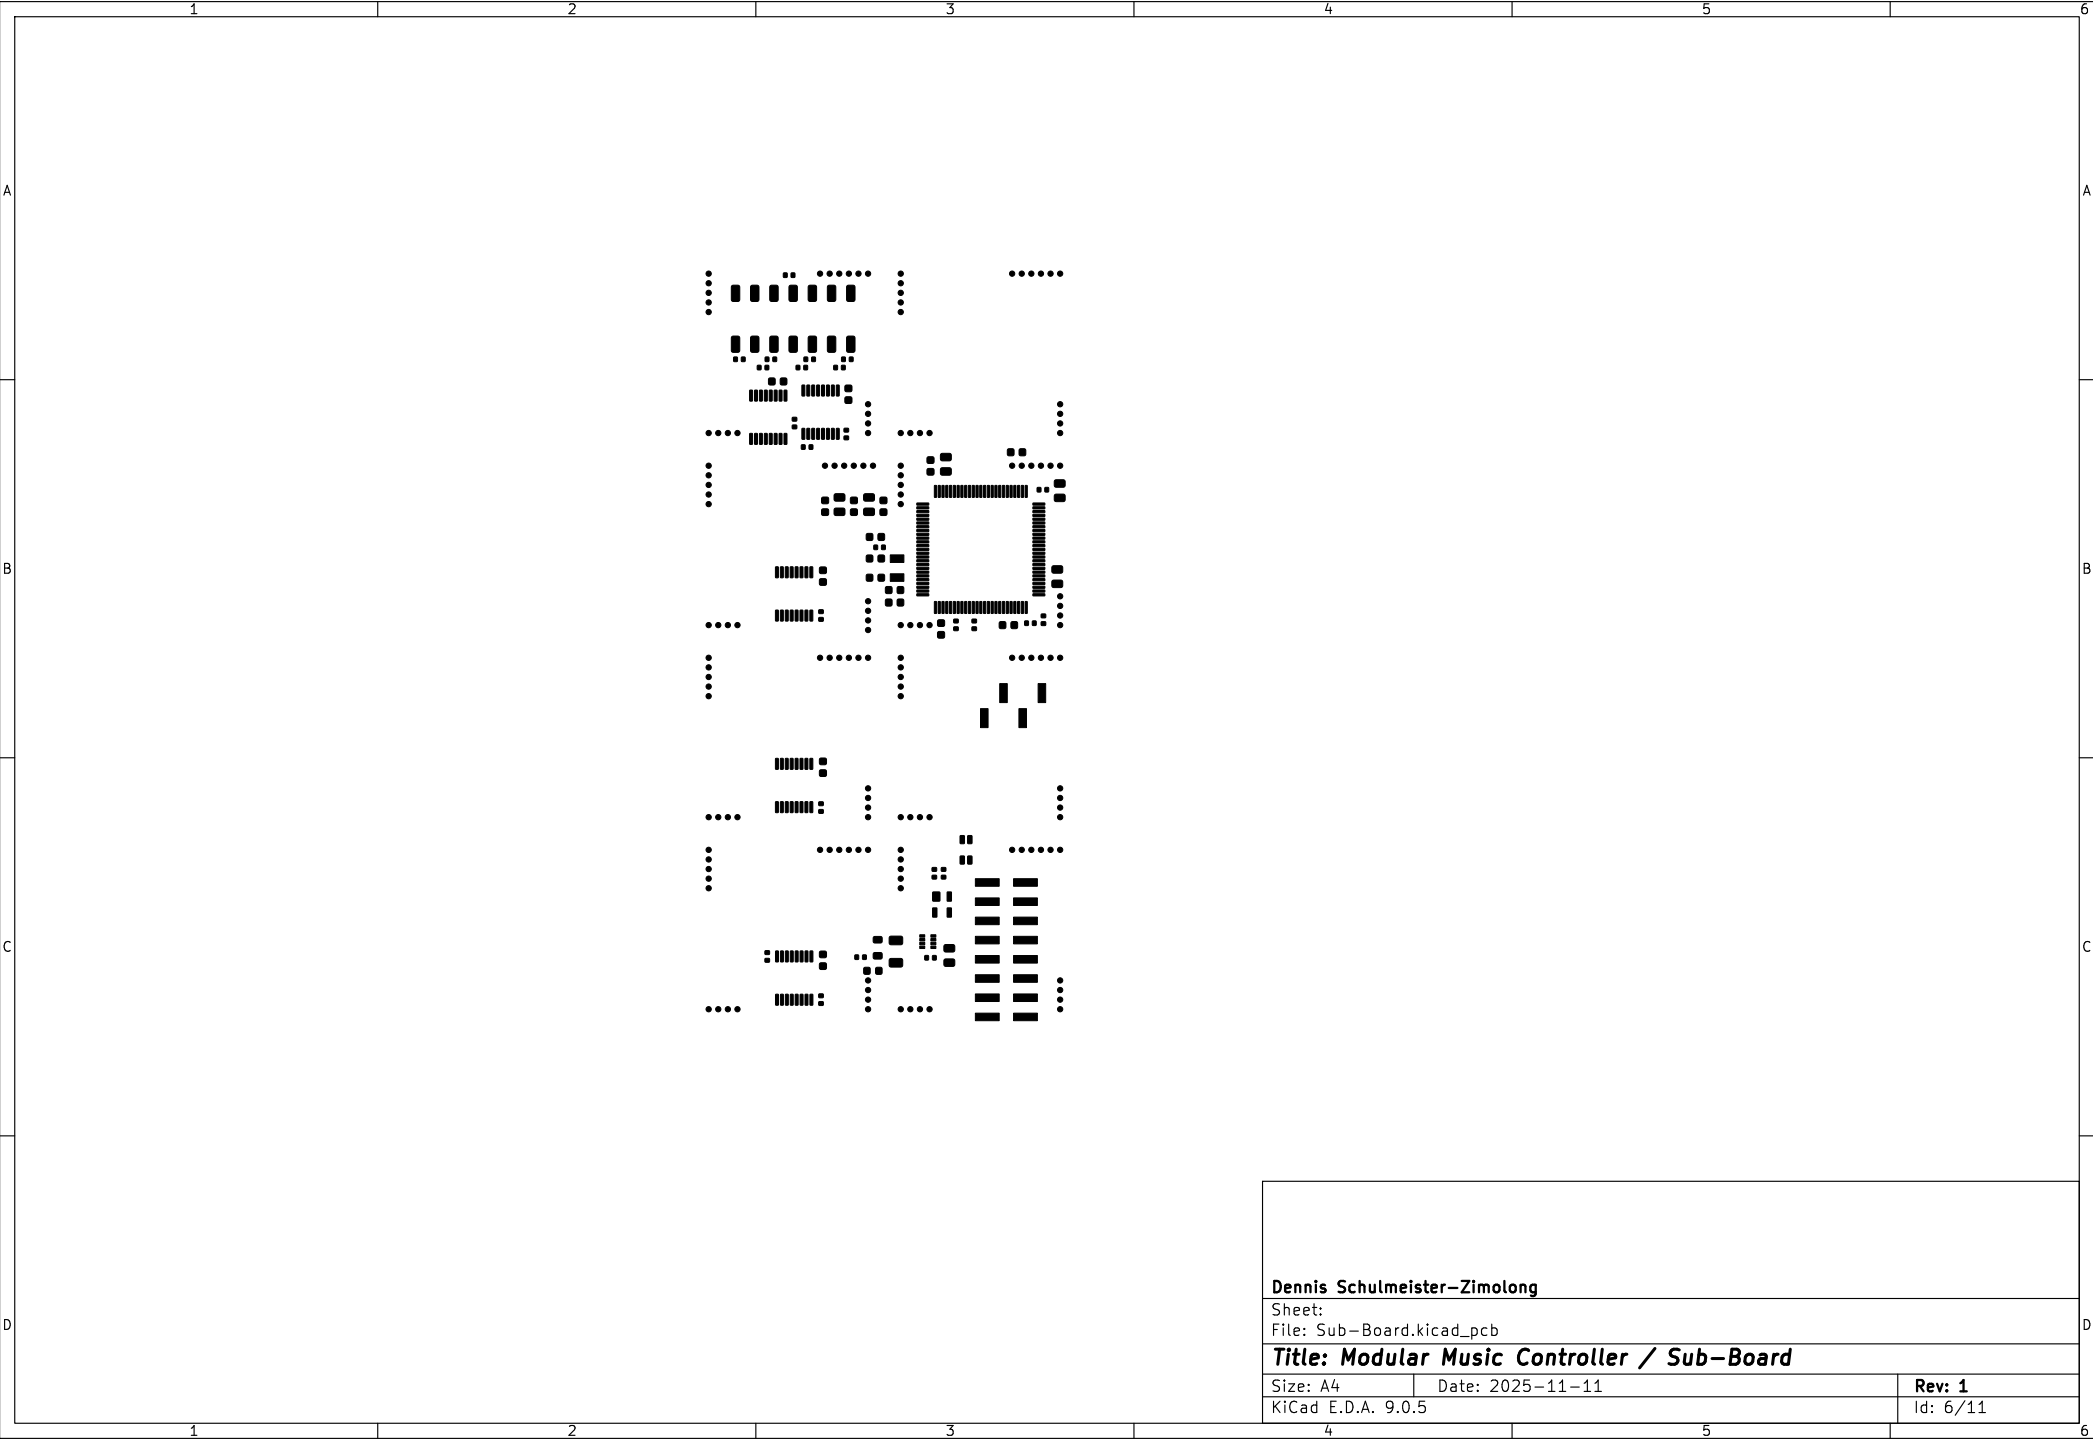 1 2 3 4 5 6
A A
B B
C C
Dennis Schulmeister-Zimolong
Sheet:
File: Sub-Board.kicad_pcb
D D
Title: Modular Music Controller / Sub-Board
Size: A4 Date: 2025-11-11 Rev: 1
KiCad E.D.A. 9.0.5 Id: 6/11
1 2 3 4 5 6